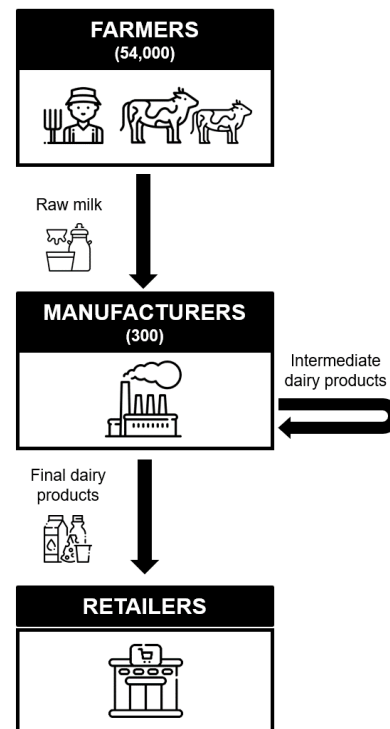 FARMERS
(54,000)
Raw milk
MANUFACTURERS
(300)
Intermediate
dairy products
Final dairy
products
RETAILERS